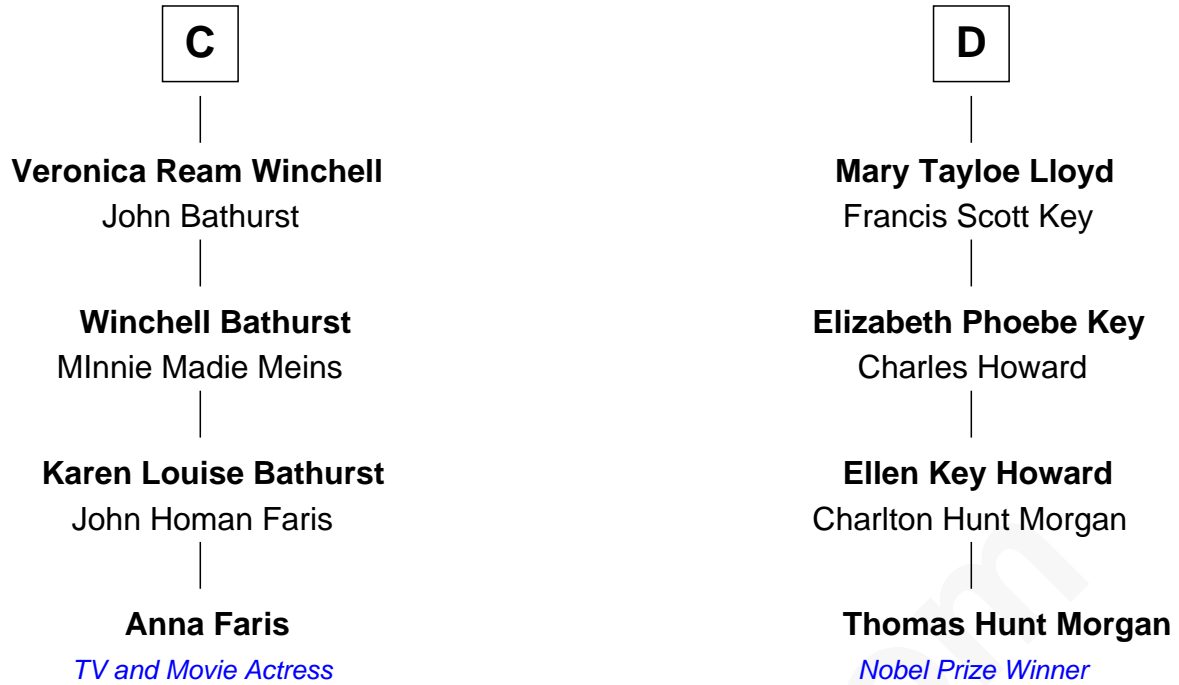 C
Veronica Ream Winchell
John Bathurst
Winchell Bathurst
MInnie Madie Meins
Karen Louise Bathurst
John Homan Faris
Anna Faris
TV and Movie Actress
D
Mary Tayloe Lloyd
Francis Scott Key
Elizabeth Phoebe Key
Charles Howard
Ellen Key Howard
Charlton Hunt Morgan
Thomas Hunt Morgan
Nobel Prize Winner